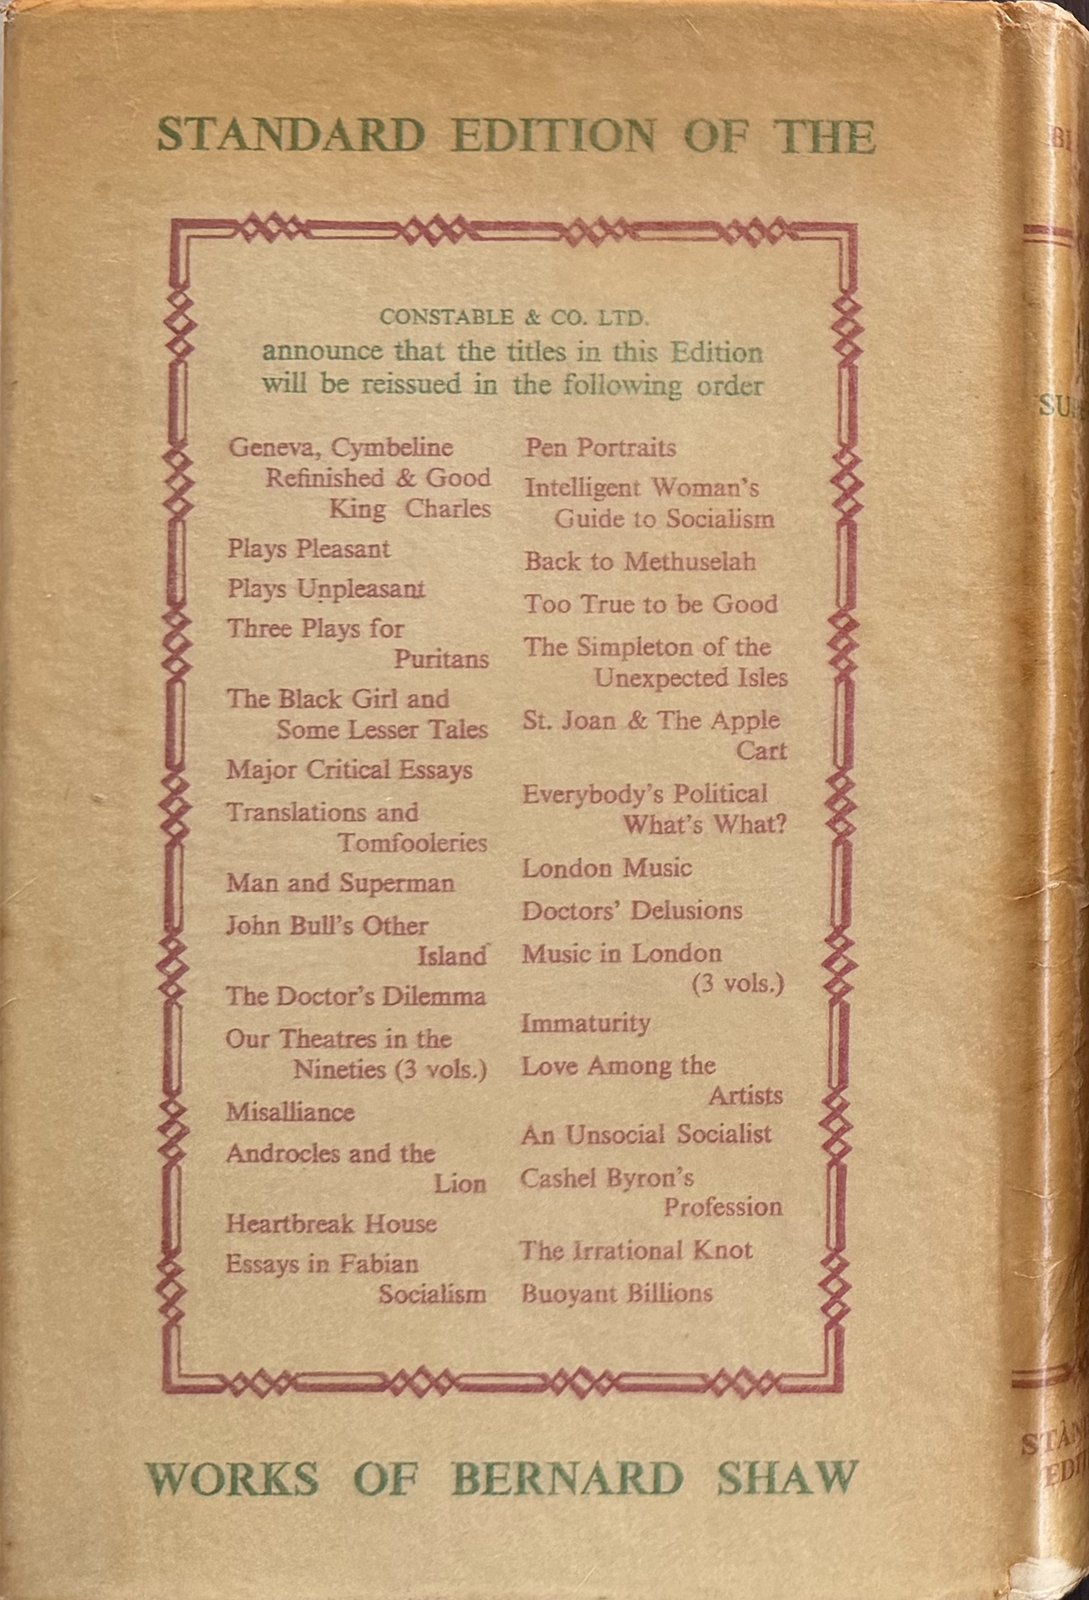 STANDARD EDITION OF THE
CONSTABLE & CO. LTD.
announce that the titles in this Edition
will be reissued in the following order
Geneva, Cymbeline
Refinished & Good
King Charles
Plays Pleasant
Plays Unpleasant
Three Plays for
Puritans
The Black Girl and
Some Lesser Tales
Major Critical Essays
Translations and
Tomfooleries
Man and Superman
John Bull's Other
Island
The Doctor's Dilemma
Our Theatres in the
Nineties (3 vols.)
Misalliance
Androcles and the
Lion
Heartbreak House
Essays in Fabian
Socialism
Pen Portraits
Intelligent Woman's
Guide to Socialism
Back to Methuselah
Too True to be Good
The Simpleton of the
Unexpected Isles
St. Joan & The Apple
Cart
Everybody's Political
What's What?
London Music
Doctors' Delusions
Music in London
(3 vols.)
Immaturity
Love Among the
Artists
An Unsocial Socialist
Cashel Byron's
Profession
The Irrational Knot
Buoyant Billions
WORKS OF BERNARD SHAW